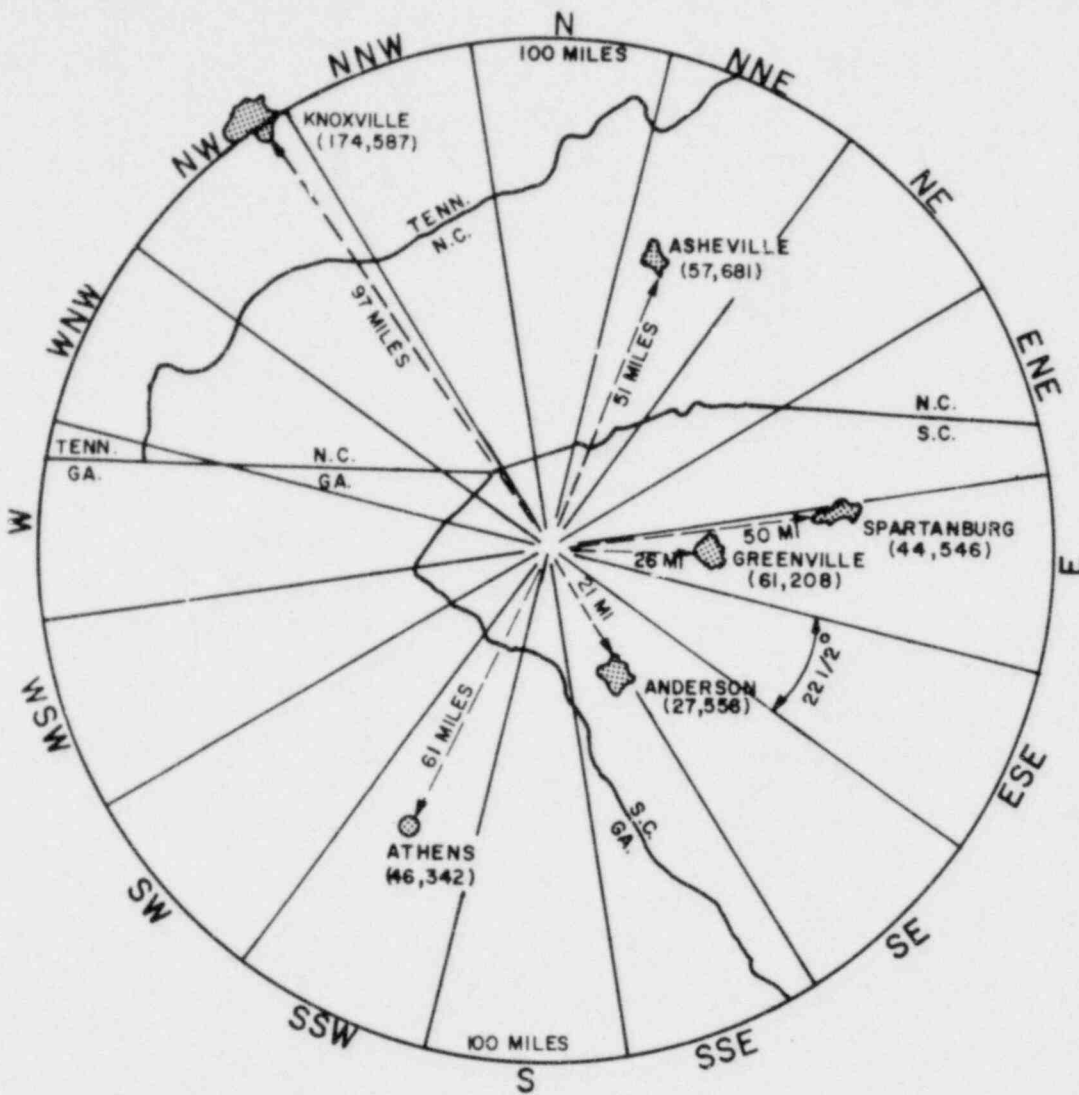 N
100 MILES
NNW
NNE
KNOXVILLE
(174,587)
NW
NE
TENN.
N.C.
ASHEVILLE
(57,681)
97 MILES
51 MILES
WNW
ENE
N.C.
S.C.
TENN.
GA.
N.C.
GA.
W
E
50 MI
SPARTANBURG
(44,546)
26 MI
GREENVILLE
(61,208)
21 MI
22 1/2°
ANDERSON
(27,556)
WSW
61 MILES
ESE
S.C.
GA.
ATHENS
(46,342)
SW
SE
SSW
100 MILES
SSE
S